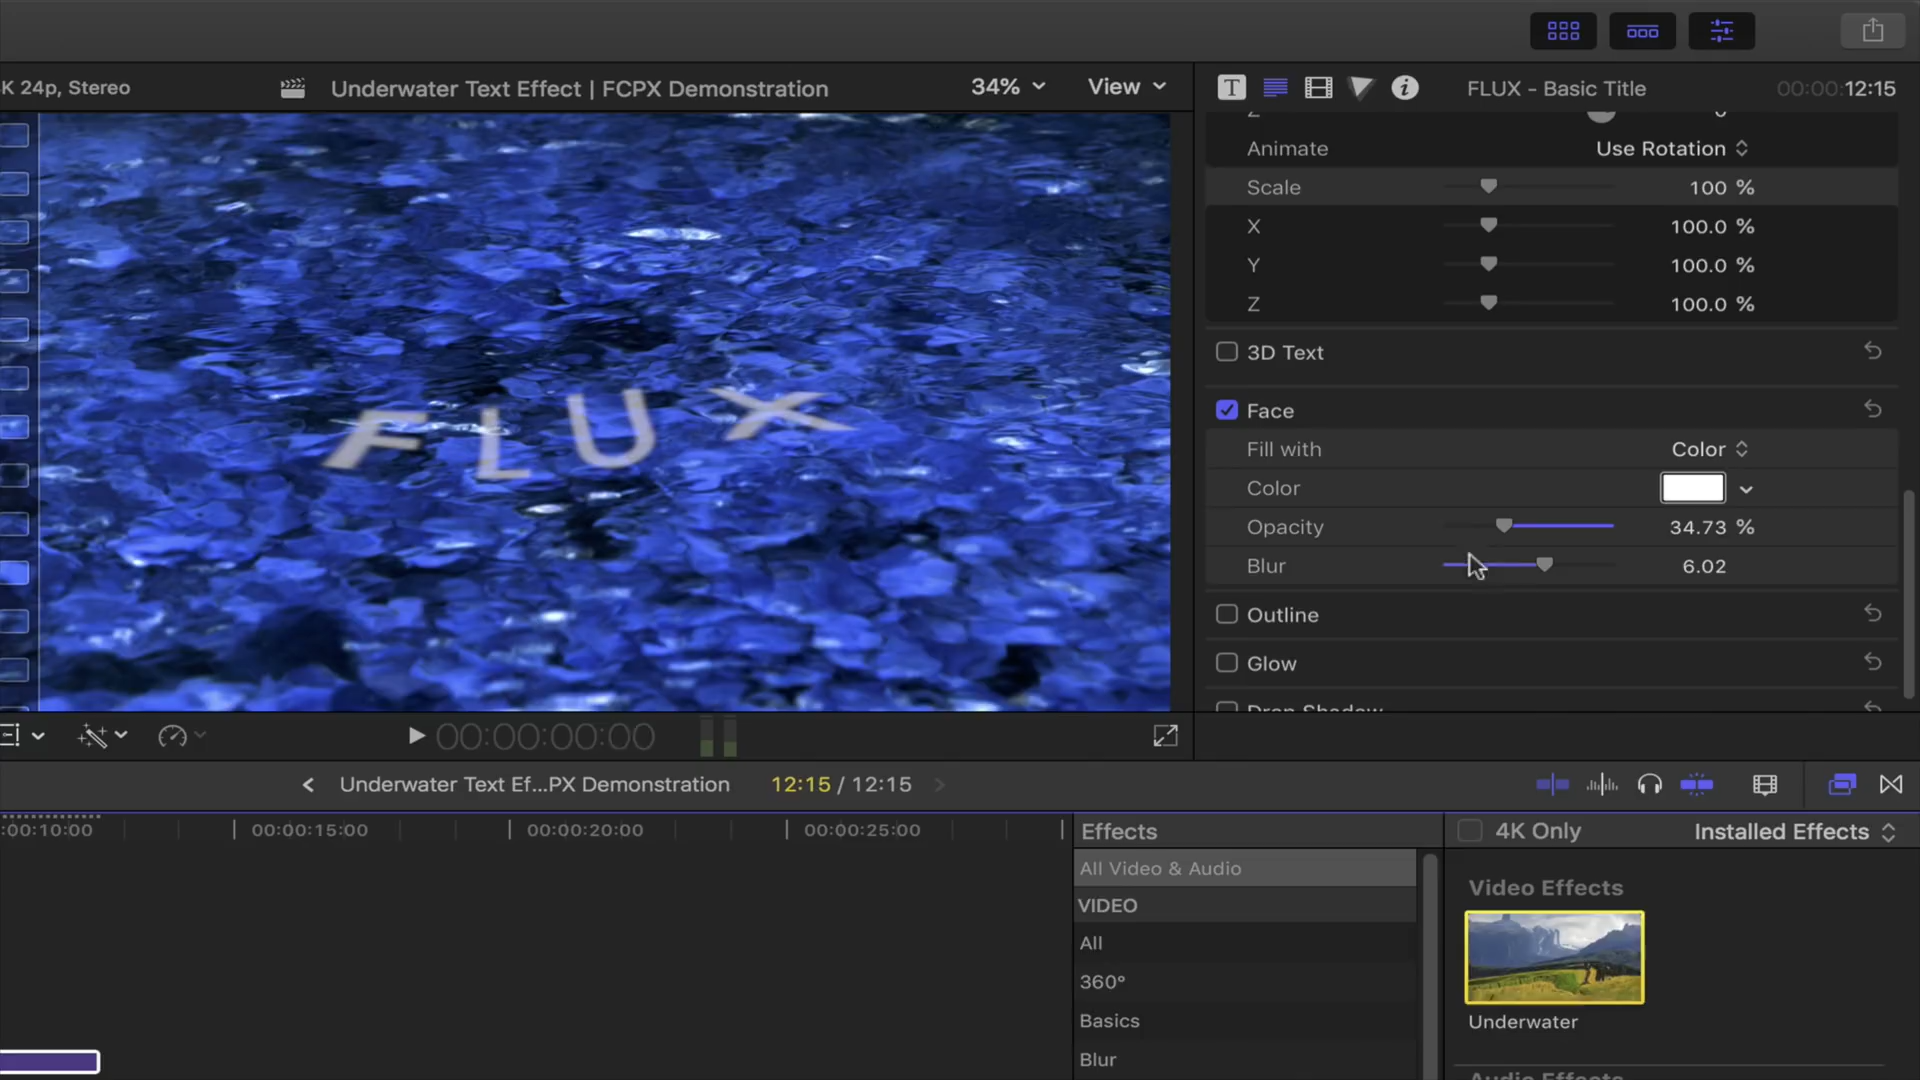 K 24p, Stereo
Underwater Text Effect | FCPX Demonstration
34%
View
T
i
FLUX - Basic Title
00:00:12:15
Z
Animate
Use Rotation
Scale
100 %
X
100.0 %
Y
100.0 %
Z
100.0 %
3D Text
Face
Fill with
Color
Color
Opacity
34.73 %
Blur
6.02
Outline
Glow
Drop Shadow
FLUX
00:00:00:00
Underwater Text Ef...PX Demonstration
12:15 / 12:15
:00:10:00
00:00:15:00
00:00:20:00
00:00:25:00
Effects
4K Only
Installed Effects
All Video & Audio
VIDEO
All
360°
Basics
Blur
Video Effects
Underwater
Audio Effects